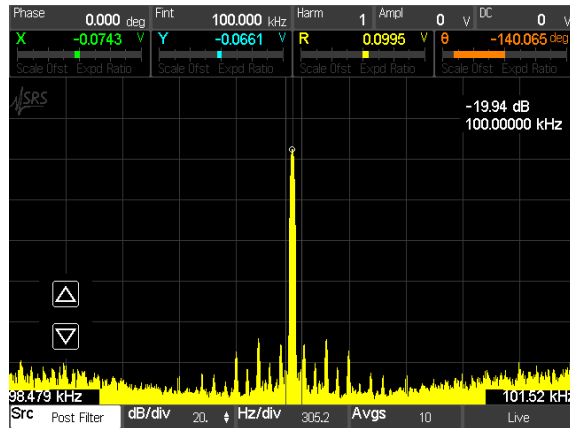 Phase 0.000 deg Fint 100.000 kHz Harm 1 Ampl 0 V DC 0 V
X -0.0743 V Y -0.0661 V R 0.0995 V θ -140.065 deg
Scale Ofst Expd Ratio Scale Ofst Expd Ratio Scale Ofst Expd Ratio Scale Ofst Expd Ratio
SRS
-19.94 dB
100.00000 kHz
98.479 kHz 101.52 kHz
Src Post Filter dB/div 20. Hz/div 305.2 Avgs 10 Live